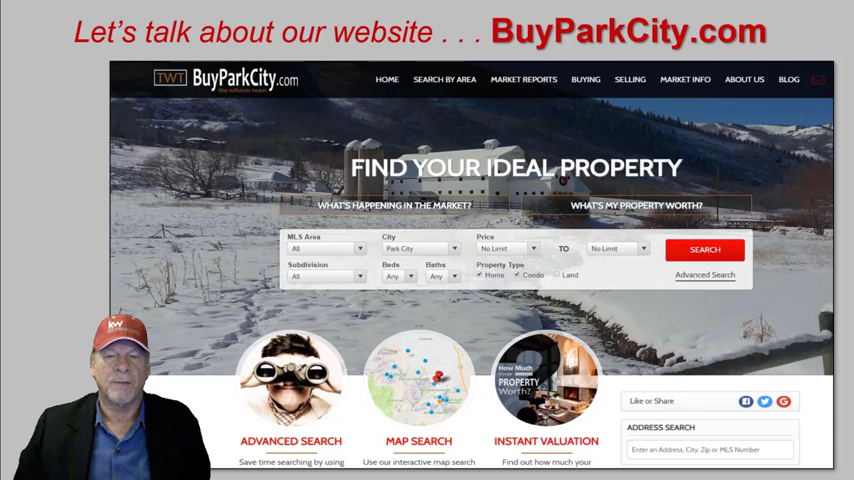 Let's talk about our website . . . BuyParkCity.com
TWT BuyParkCity.com
HOME SEARCH BY AREA MARKET REPORTS BUYING SELLING MARKET INFO ABOUT US BLOG
FIND YOUR IDEAL PROPERTY
WHAT'S HAPPENING IN THE MARKET? WHAT'S MY PROPERTY WORTH?
MLS Area City Price
All Park City No Limit TO No Limit SEARCH
Subdivision Beds Baths Property Type
All Any Any Home Condo Land Advanced Search
kw
How Much
PROPERTY
Worth?
Like or Share
ADVANCED SEARCH MAP SEARCH INSTANT VALUATION
ADDRESS SEARCH
Enter an Address, City, Zip or MLS Number
Save time searching by using Use our interactive map search Find out how much your